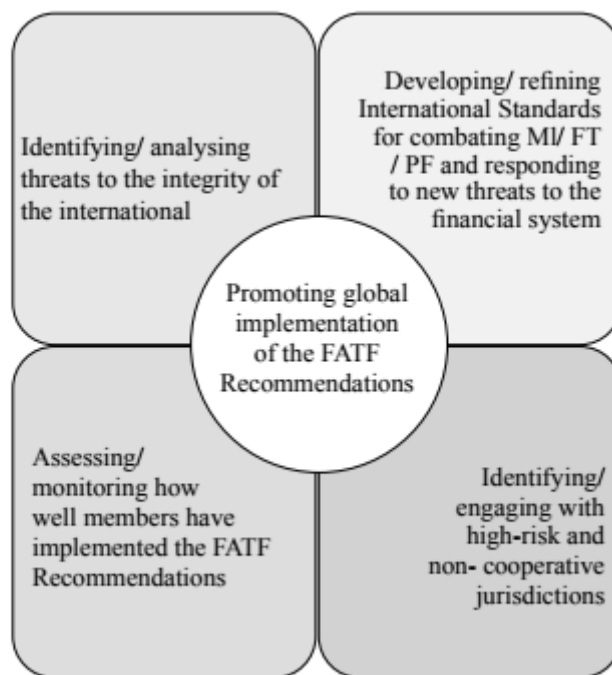 Identifying/ analysing
threats to the integrity of
the international
Developing/ refining
International Standards
for combating Ml/ FT
/ PF and responding
to new threats to the
financial system
Promoting global
implementation
of the FATF
Recommendations
Assessing/
monitoring how
well members have
implemented the FATF
Recommendations
Identifying/
engaging with
high-risk and
non- cooperative
jurisdictions